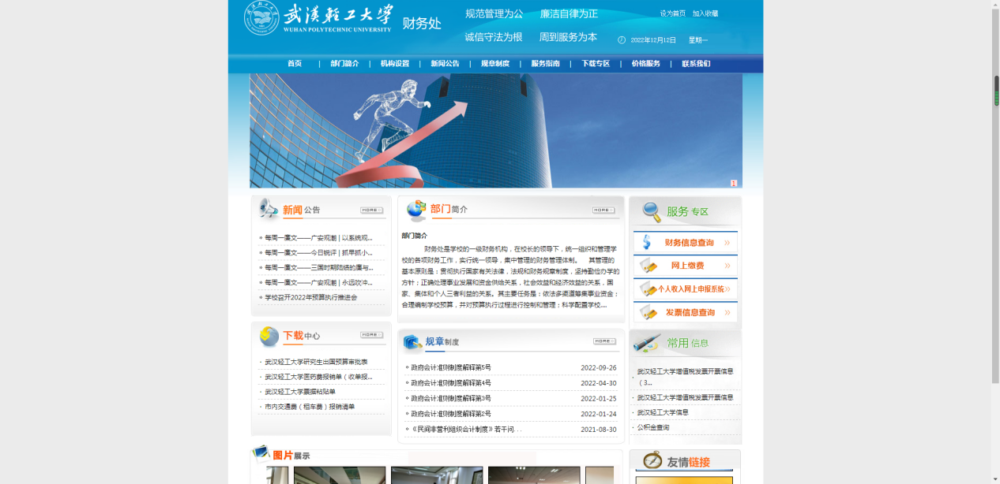 武汉轻工大学
WUHAN POLYTECHNIC UNIVERSITY
财务处
规范管理为公 廉洁自律为正
诚信守法为根 周到服务为本
设为首页 加入收藏
2022年12月12日 星期一
首页 | 部门简介 | 机构设置 | 新闻公告 | 规章制度 | 服务指南 | 下载专区 | 价格服务 | 联系我们
1
新闻公告 MORE
每周一廉文——广安观潮 | 以系统观...
每周一廉文——今日锐评 | 抓早抓小...
每周一廉文——三国时期陆绩的廉与...
每周一廉文——广安观潮 | 永远吹冲...
学校召开2022年预算执行推进会
下载中心 MORE
武汉轻工大学研究生出国预算审批表
武汉轻工大学医药费报销单（收单报...
武汉轻工大学票据粘贴单
市内交通费（租车费）报销清单
部门简介 MORE
部门简介
财务处是学校的一级财务机构，在校长的领导下，统一组织和管理学
校的各项财务工作，实行统一领导，集中管理的财务管理体制。 其管理的
基本原则是：贯彻执行国家有关法律，法规和财务规章制度，坚持勤俭办学的
方针；正确处理事业发展和资金供给关系，社会效益和经济效益的关系，国
家、集体和个人三者利益的关系。其主要任务是：依法多渠道筹集事业资金；
合理编制学校预算，并对预算执行过程进行控制和管理；科学配置学校....
规章制度 MORE
政府会计准则制度解释第5号 2022-09-26
政府会计准则制度解释第4号 2022-04-30
政府会计准则制度解释第3号 2022-01-25
政府会计准则制度解释第2号 2022-01-24
《民间非营利组织会计制度》若干问... 2021-08-30
服务专区
财务信息查询
网上缴费
个人收入网上申报系统
发票信息查询
常用信息
武汉轻工大学增值税发票开票信息
（3...
武汉轻工大学增值税发票开票信息
武汉轻工大学信息
公积金查询
图片展示
友情链接